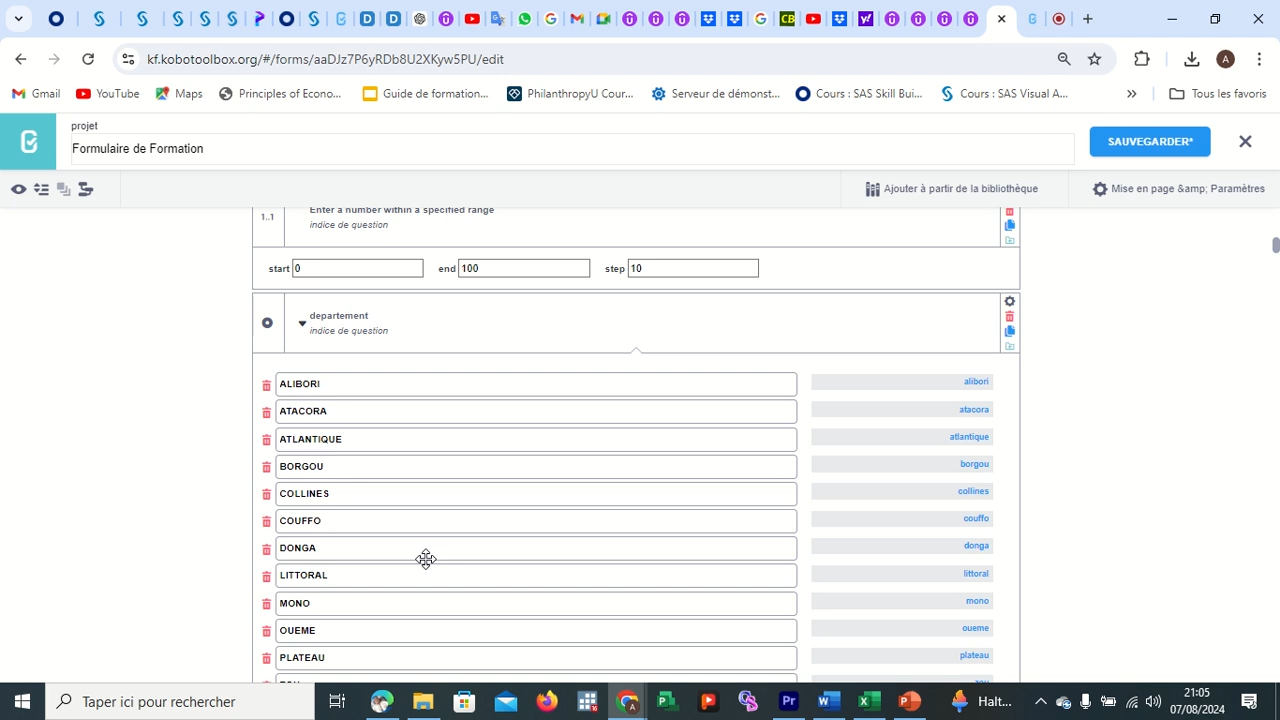 kf.kobotoolbox.org/#/forms/aaDJz7P6yRDb8U2XKyw5PU/edit
A
Gmail
YouTube
Maps
Principles of Econo...
Guide de formation...
PhilanthropyU Cour...
Serveur de démonst...
Cours : SAS Skill Bui...
Cours : SAS Visual A...
Tous les favoris
projet
Formulaire de Formation
SAUVEGARDER*
Ajouter à partir de la bibliothèque
Mise en page &amp; Paramètres
1..1
Enter a number within a specified range
indice de question
start 0 end 100 step 10
departement
indice de question
ALIBORI alibori
ATACORA atacora
ATLANTIQUE atlantique
BORGOU borgou
COLLINES collines
COUFFO couffo
DONGA donga
LITTORAL littoral
MONO mono
OUEME oueme
PLATEAU plateau
Taper ici pour rechercher
Halt...
21:05
07/08/2024